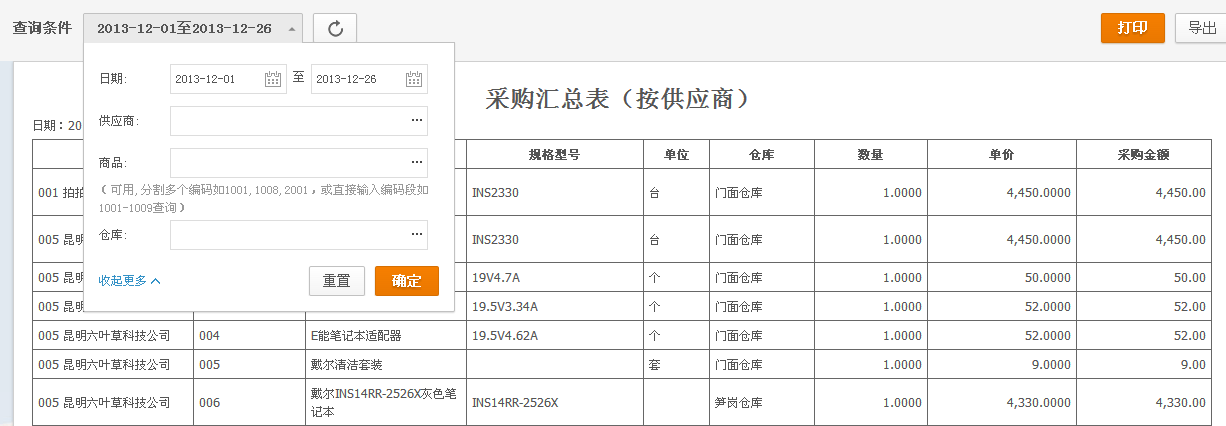 查询条件 2013-12-01至2013-12-26 打印 导出
日期: 2013-12-01 至 2013-12-26
采购汇总表（按供应商）
日期：20
供应商: ...
商品: ...
（可用,分割多个编码如1001,1008,2001，或直接输入编码段如
1001-1009查询）
仓库: ...
收起更多 重置 确定
规格型号 单位 仓库 数量 单价 采购金额
001 拍拍 INS2330 台 门面仓库 1.0000 4,450.0000 4,450.00
005 昆明 INS2330 台 门面仓库 1.0000 4,450.0000 4,450.00
005 昆明 19V4.7A 个 门面仓库 1.0000 50.0000 50.00
005 昆明 19.5V3.34A 个 门面仓库 1.0000 52.0000 52.00
005 昆明六叶草科技公司 004 E能笔记本适配器 19.5V4.62A 个 门面仓库 1.0000 52.0000 52.00
005 昆明六叶草科技公司 005 戴尔清洁套装 套 门面仓库 1.0000 9.0000 9.00
005 昆明六叶草科技公司 006 戴尔INS14RR-2526X灰色笔
记本 INS14RR-2526X 笋岗仓库 1.0000 4,330.0000 4,330.00